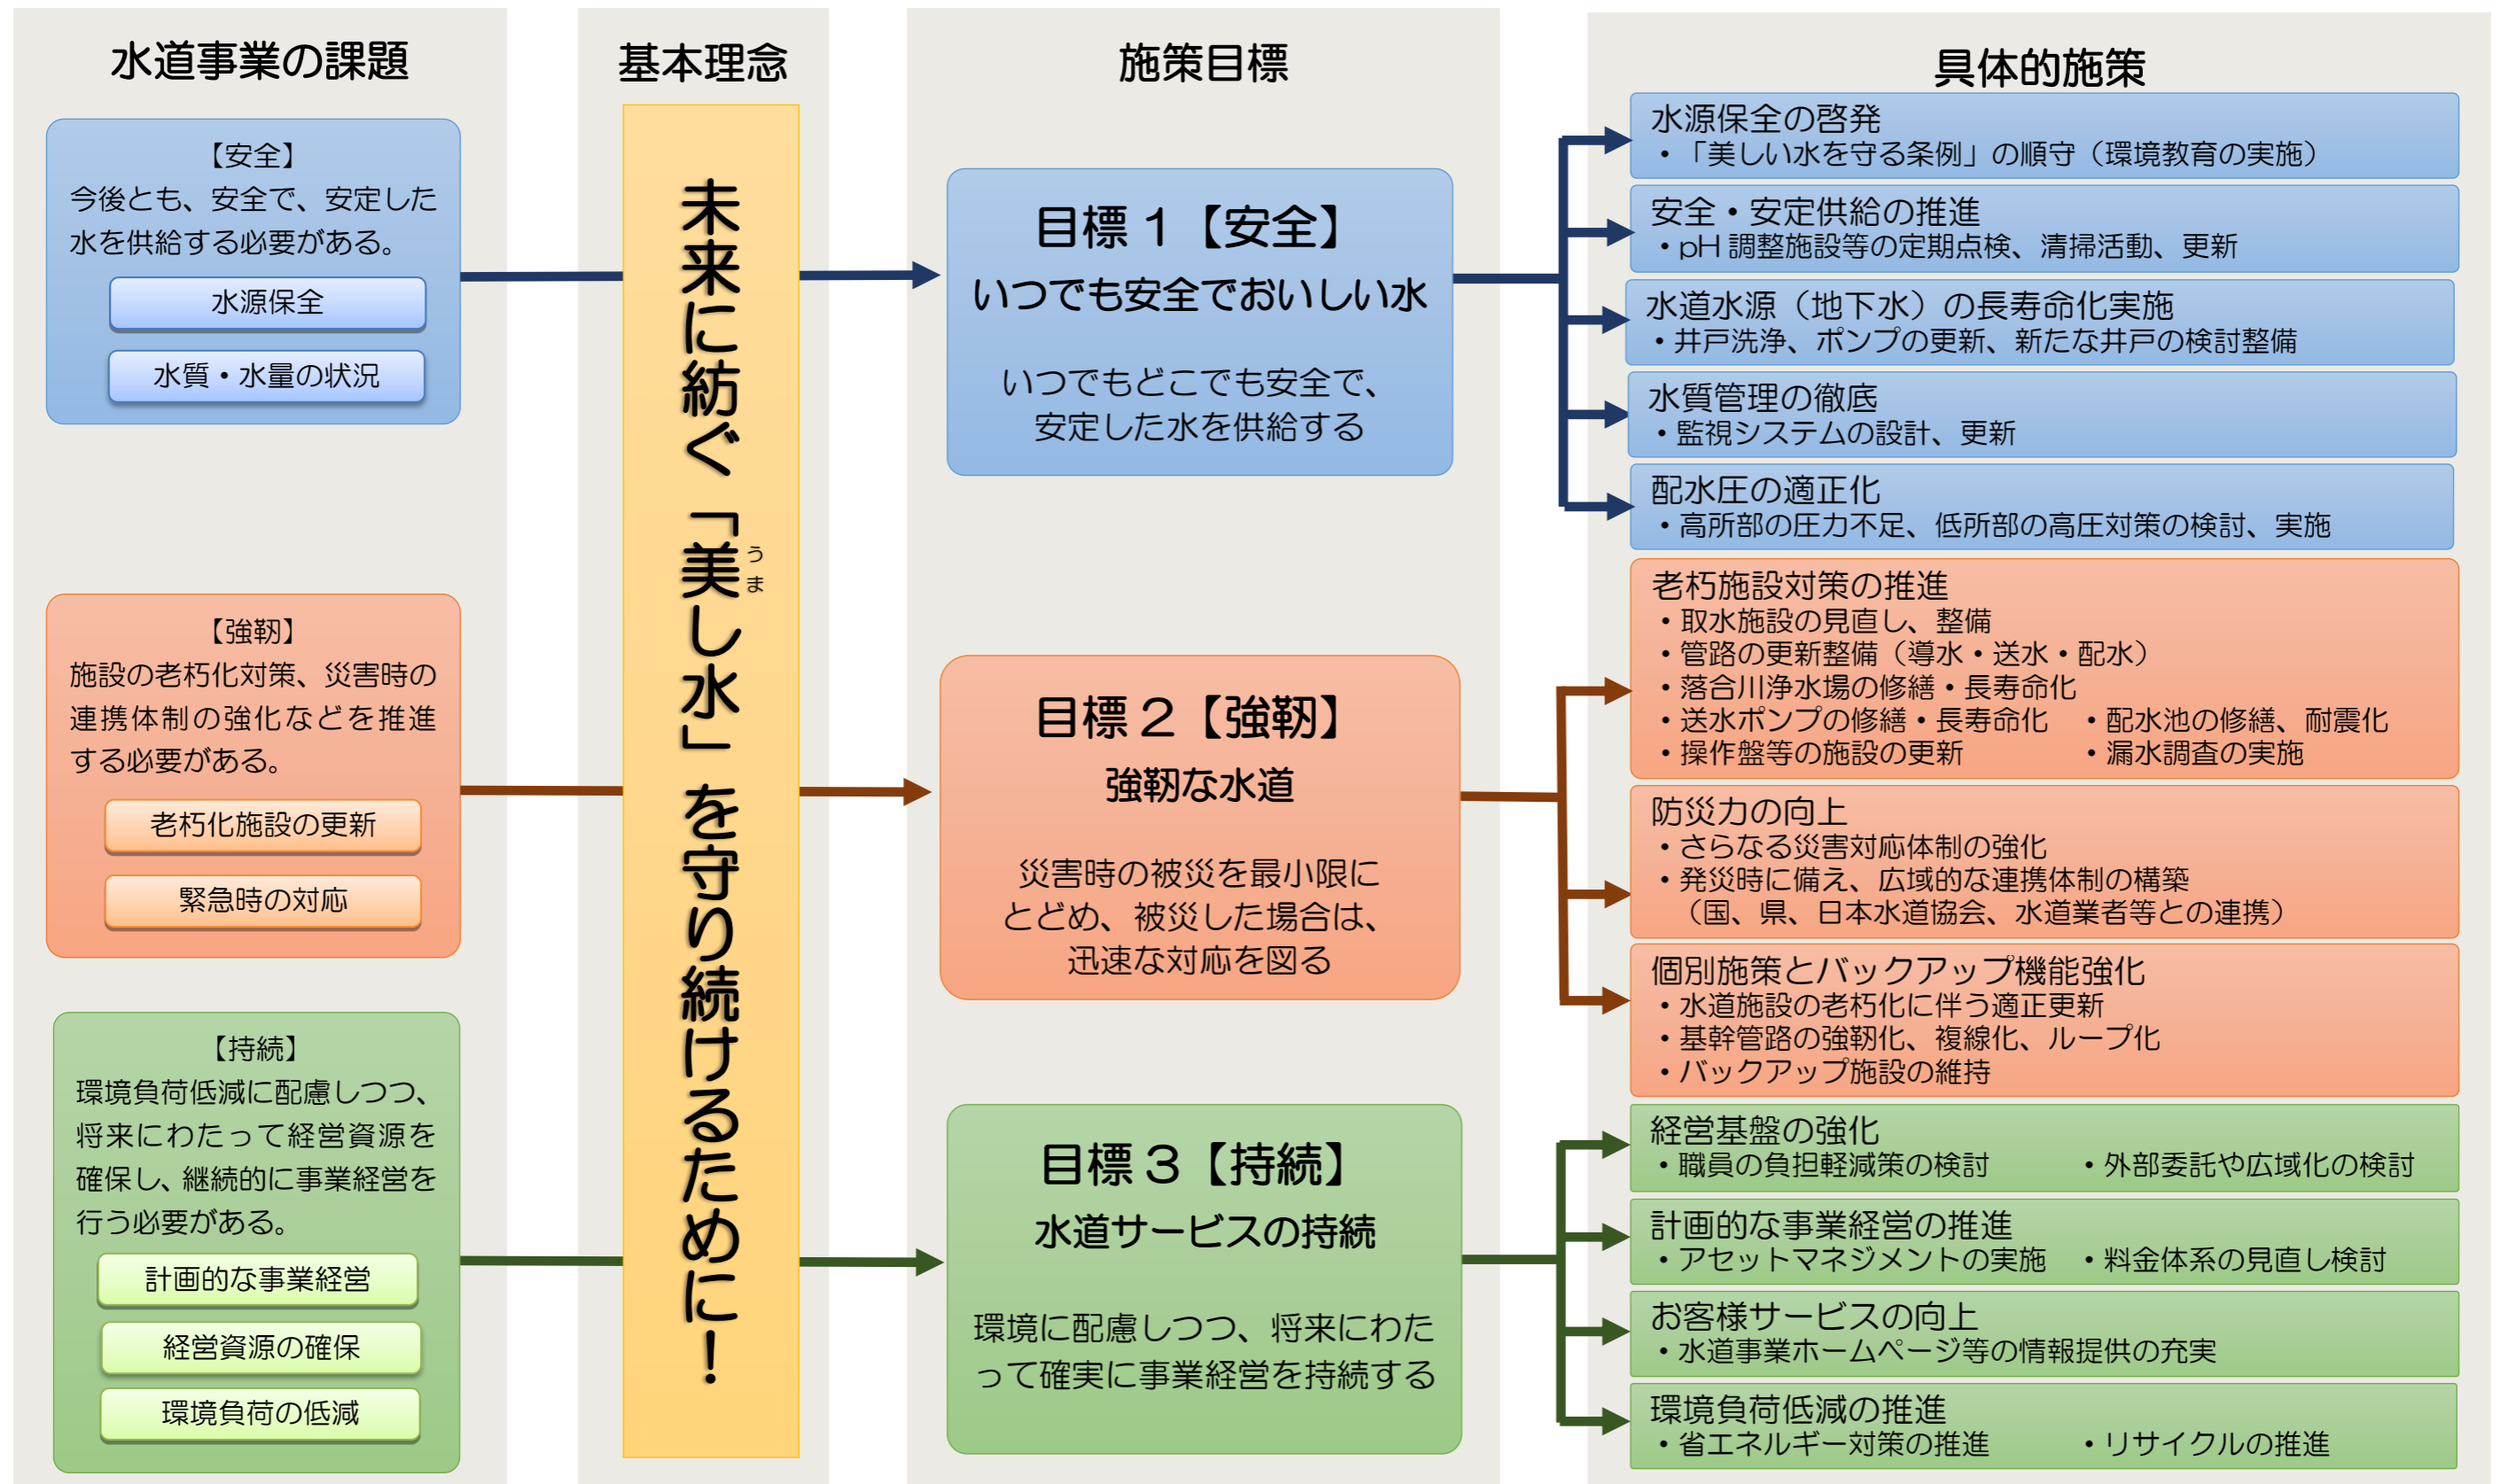 水道事業の課題
【安全】
今後とも、安全で、安定した
水を供給する必要がある。
水源保全
水質・水量の状況
【強靭】
施設の老朽化対策、災害時の
連携体制の強化などを推進
する必要がある。
老朽化施設の更新
緊急時の対応
【持続】
環境負荷低減に配慮しつつ、
将来にわたって経営資源を
確保し、継続的に事業経営を
行う必要がある。
計画的な事業経営
経営資源の確保
環境負荷の低減
基本理念
未来に紡ぐ「美し水」を守り続けるために！
うま
施策目標
目標１【安全】
いつでも安全でおいしい水
いつでもどこでも安全で、
安定した水を供給する
目標２【強靭】
強靭な水道
災害時の被災を最小限に
とどめ、被災した場合は、
迅速な対応を図る
目標３【持続】
水道サービスの持続
環境に配慮しつつ、将来にわた
って確実に事業経営を持続する
具体的施策
水源保全の啓発
・「美しい水を守る条例」の順守（環境教育の実施）
安全・安定供給の推進
・pH 調整施設等の定期点検、清掃活動、更新
水道水源（地下水）の長寿命化実施
・井戸洗浄、ポンプの更新、新たな井戸の検討整備
水質管理の徹底
・監視システムの設計、更新
配水圧の適正化
・高所部の圧力不足、低所部の高圧対策の検討、実施
老朽施設対策の推進
・取水施設の見直し、整備
・管路の更新整備（導水・送水・配水）
・落合川浄水場の修繕・長寿命化
・送水ポンプの修繕・長寿命化　・配水池の修繕、耐震化
・操作盤等の施設の更新　・漏水調査の実施
防災力の向上
・さらなる災害対応体制の強化
・発災時に備え、広域的な連携体制の構築
（国、県、日本水道協会、水道業者等との連携）
個別施策とバックアップ機能強化
・水道施設の老朽化に伴う適正更新
・基幹管路の強靭化、複線化、ループ化
・バックアップ施設の維持
経営基盤の強化
・職員の負担軽減策の検討　・外部委託や広域化の検討
計画的な事業経営の推進
・アセットマネジメントの実施　・料金体系の見直し検討
お客様サービスの向上
・水道事業ホームページ等の情報提供の充実
環境負荷低減の推進
・省エネルギー対策の推進　・リサイクルの推進